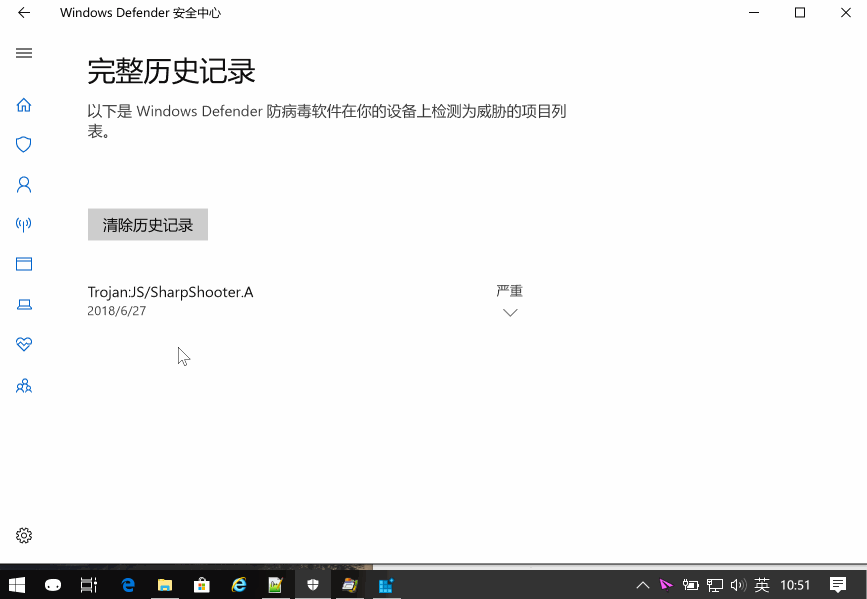 Windows Defender 安全中心
完整历史记录
以下是 Windows Defender 防病毒软件在你的设备上检测为威胁的项目列
表。
清除历史记录
Trojan:JS/SharpShooter.A
严重
2018/6/27
英
10:51